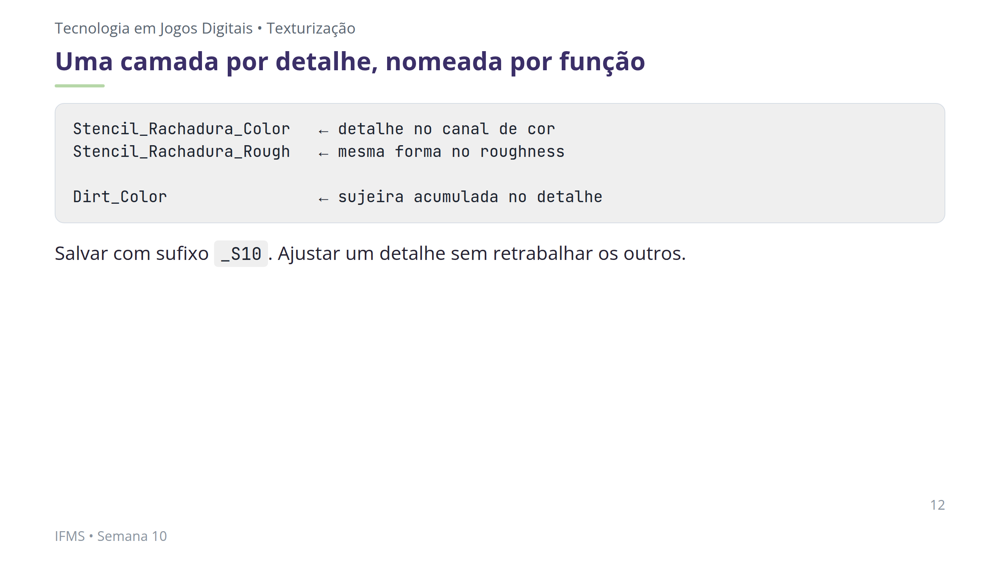 Tecnologia em Jogos Digitais • Texturização
Uma camada por detalhe, nomeada por função
Stencil_Rachadura_Color   ← detalhe no canal de cor
Stencil_Rachadura_Rough   ← mesma forma no roughness
Dirt_Color                ← sujeira acumulada no detalhe
Salvar com sufixo _S10. Ajustar um detalhe sem retrabalhar os outros.
12
IFMS • Semana 10